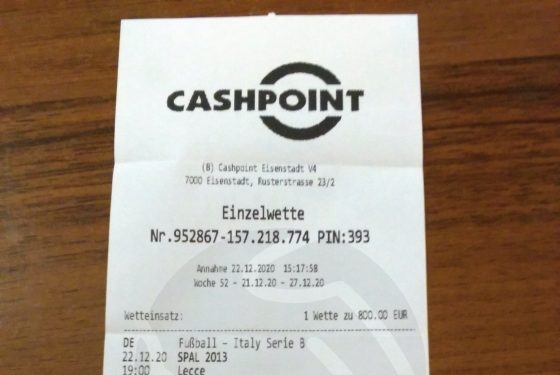 CASHPOINT
(B) Cashpoint Eisenstadt V4
7000 Eisenstadt, Rusterstrasse 23/2
Einzelwette
Nr.952867-157.218.774 PIN:393
Annahme 22.12.2020 15:17:58
Woche 52 - 21.12.20 - 27.12.20
Wetteinsatz: 1 Wette zu 800.00 EUR
DE Fußball - Italy Serie B
22.12.20 SPAL 2013
19:00 Lecce